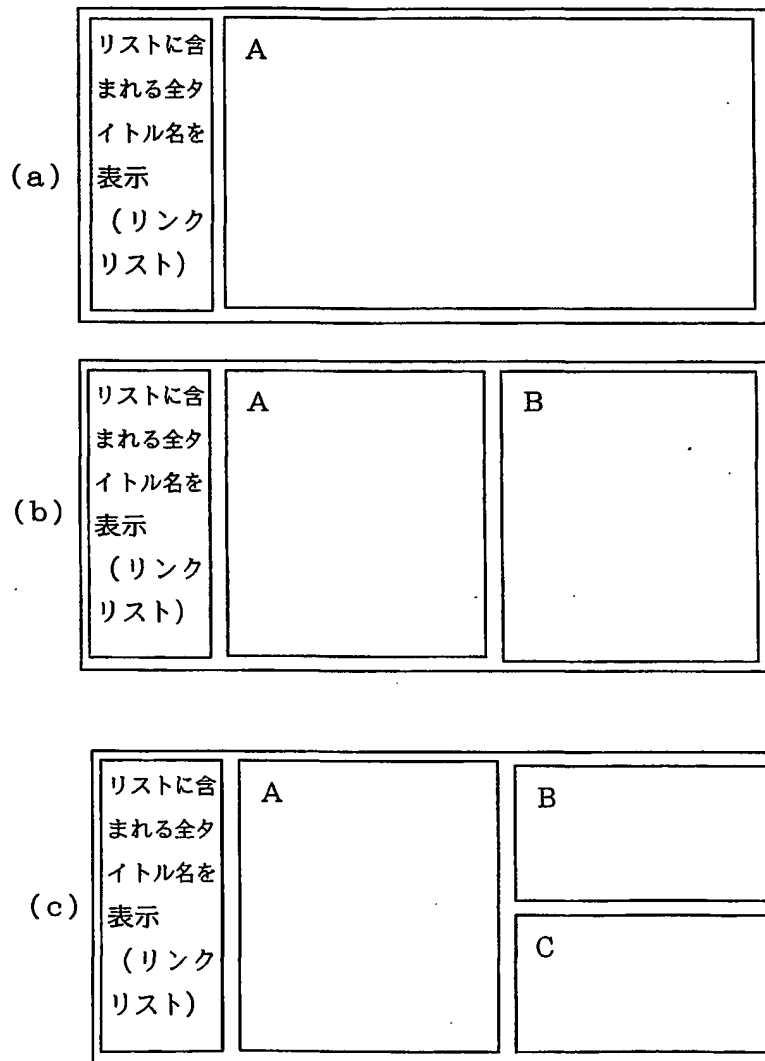 (a)
リストに含
まれる全タ
イトル名を
表示
(リンク
リスト)
A
(b)
リストに含
まれる全タ
イトル名を
表示
(リンク
リスト)
A
B
(c)
リストに含
まれる全タ
イトル名を
表示
(リンク
リスト)
A
B
C